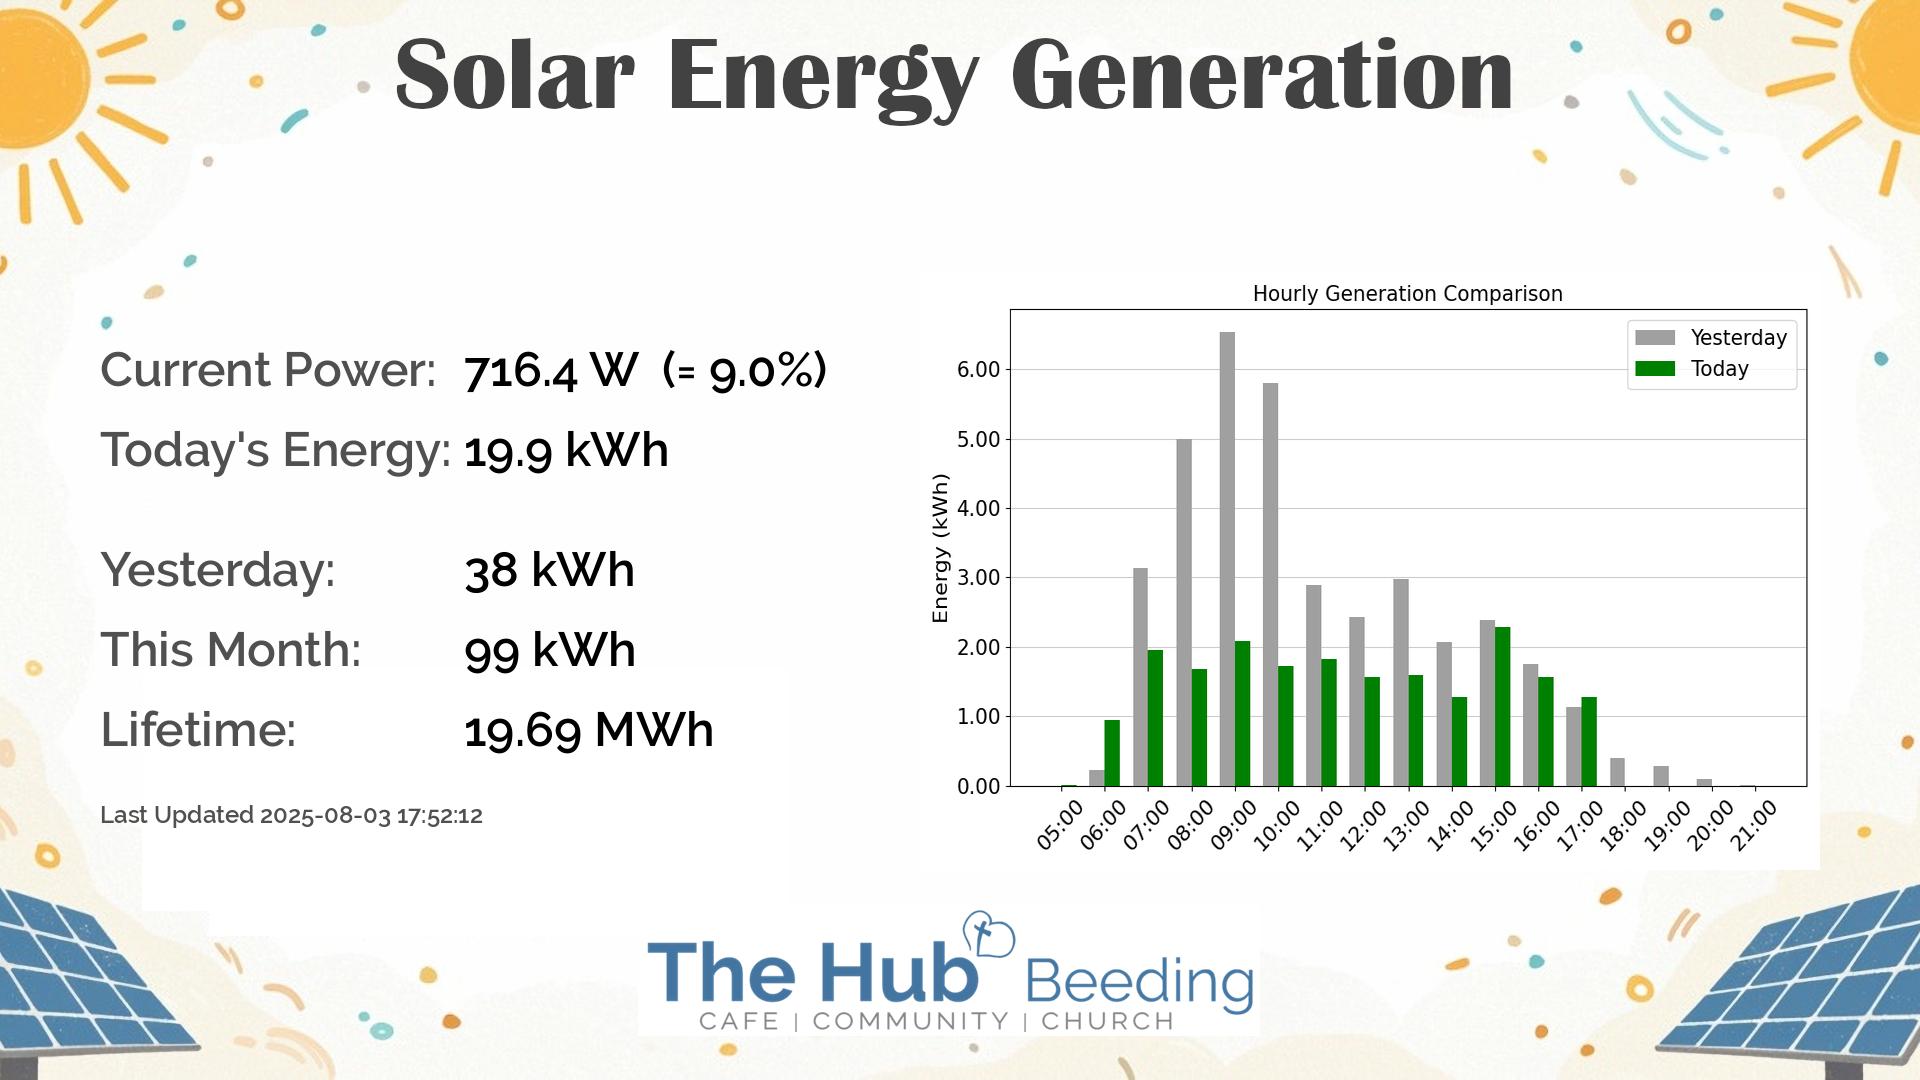 Solar Energy Generation
Current Power: 716.4 W (= 9.0%)
Today's Energy: 19.9 kWh
Yesterday: 38 kWh
This Month: 99 kWh
Lifetime: 19.69 MWh
Last Updated 2025-08-03 17:52:12
Hourly Generation Comparison
Yesterday
Today
Energy (kWh)
6.00
5.00
4.00
3.00
2.00
1.00
0.00
05:00 06:00 07:00 08:00 09:00 10:00 11:00 12:00 13:00 14:00 15:00 16:00 17:00 18:00 19:00 20:00 21:00
The Hub Beeding
CAFE | COMMUNITY | CHURCH